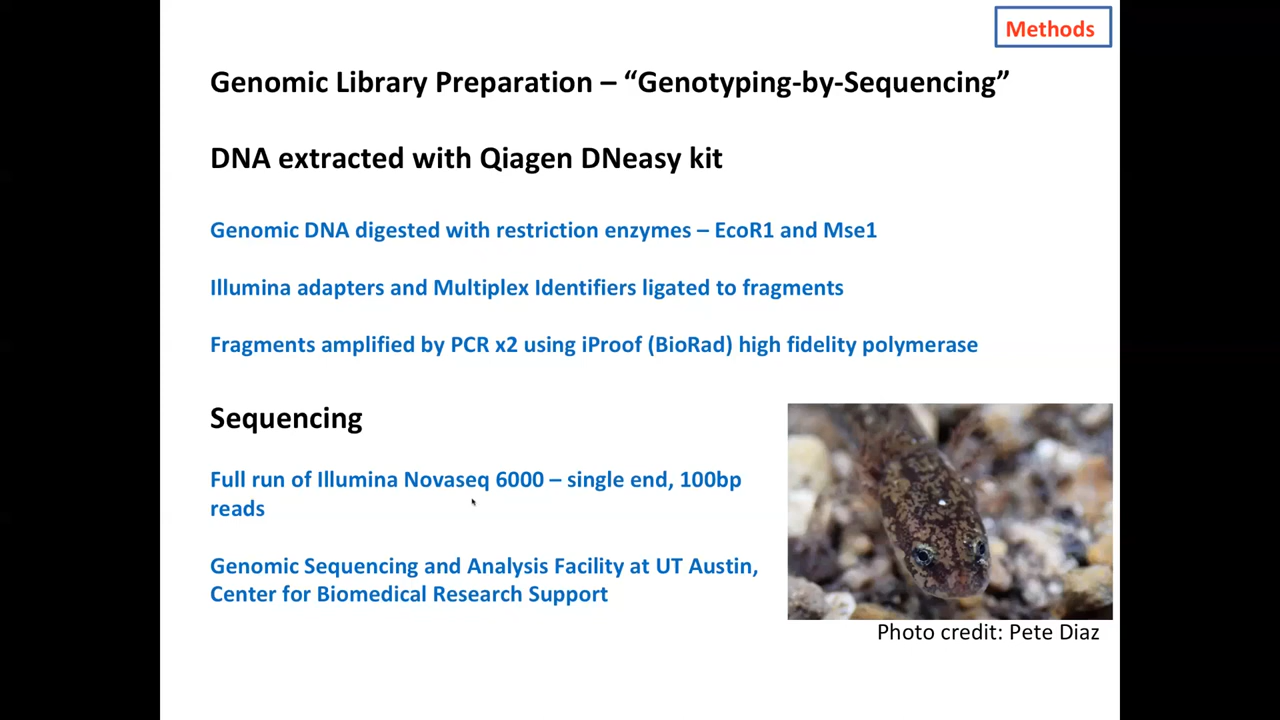 Methods
Genomic Library Preparation – “Genotyping-by-Sequencing”
DNA extracted with Qiagen DNeasy kit
Genomic DNA digested with restriction enzymes – EcoR1 and Mse1
Illumina adapters and Multiplex Identifiers ligated to fragments
Fragments amplified by PCR x2 using iProof (BioRad) high fidelity polymerase
Sequencing
Full run of Illumina Novaseq 6000 – single end, 100bp
reads
Genomic Sequencing and Analysis Facility at UT Austin,
Center for Biomedical Research Support
Photo credit: Pete Diaz